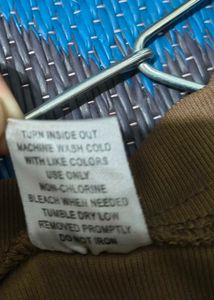 TURN INSIDE OUT
MACHINE WASH COLD
WITH LIKE COLORS
USE ONLY
NON-CHLORINE
BLEACH WHEN NEEDED
TUMBLE DRY LOW
REMOVED PROMPTLY
DO NOT IRON